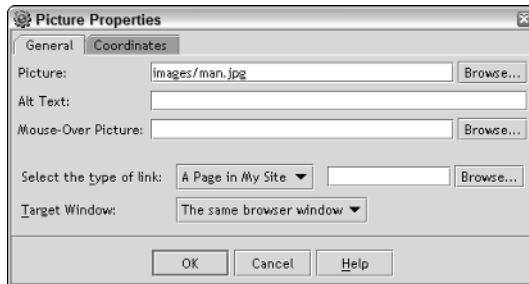 Picture Properties
General Coordinates
Picture: images/man.jpg Browse...
Alt Text:
Mouse-Over Picture: Browse...
Select the type of link: A Page in My Site Browse...
Target Window: The same browser window
OK Cancel Help